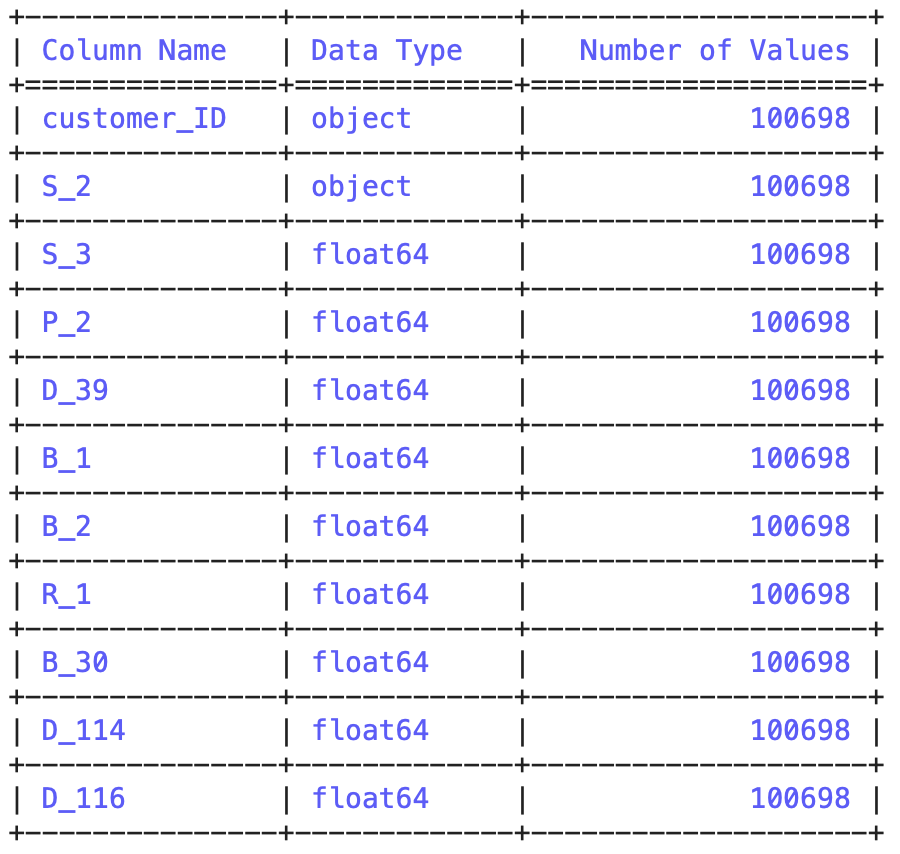 +----------------+--------------+--------------------+
| Column Name    | Data Type    |   Number of Values |
+================+==============+====================+
| customer_ID    | object       |             100698 |
+----------------+--------------+--------------------+
| S_2            | object       |             100698 |
+----------------+--------------+--------------------+
| S_3            | float64      |             100698 |
+----------------+--------------+--------------------+
| P_2            | float64      |             100698 |
+----------------+--------------+--------------------+
| D_39           | float64      |             100698 |
+----------------+--------------+--------------------+
| B_1            | float64      |             100698 |
+----------------+--------------+--------------------+
| B_2            | float64      |             100698 |
+----------------+--------------+--------------------+
| R_1            | float64      |             100698 |
+----------------+--------------+--------------------+
| B_30           | float64      |             100698 |
+----------------+--------------+--------------------+
| D_114          | float64      |             100698 |
+----------------+--------------+--------------------+
| D_116          | float64      |             100698 |
+----------------+--------------+--------------------+